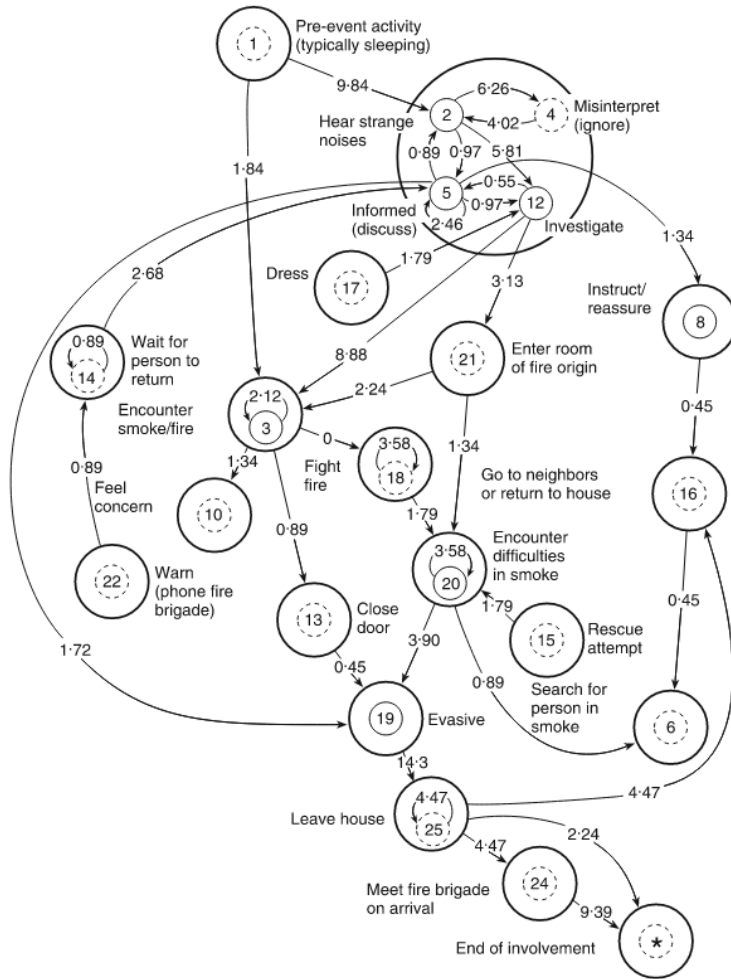 Pre-event activity
(typically sleeping)
1
9·84
6·26
2
4
Misinterpret
(ignore)
Hear strange
noises
4·02
5·81
0·89
0·97
1·84
0·55
5
0·97
12
Informed
(discuss)
2·46
Investigate
1·34
Dress
1·79
17
2·68
3·13
Instruct/
reassure
8
0·89
14
Wait for
person to
return
8·88
21
Enter room
of fire origin
2·24
Encounter
smoke/fire
2·12
3
0
0·45
1·34
Fight
fire
3·58
18
1·34
0·89
Feel
concern
10
Go to neighbors
or return to house
16
1·79
0·89
Encounter
difficulties
in smoke
3·58
20
22
Warn
(phone fire
brigade)
13
Close
door
1·79
15
Rescue
attempt
0·45
1·72
0·45
3·90
0·89
Search for
person in
smoke
19
Evasive
6
14·3
Leave house
4·47
25
4·47
4·47
2·24
Meet fire brigade
on arrival
24
9·39
End of involvement
*